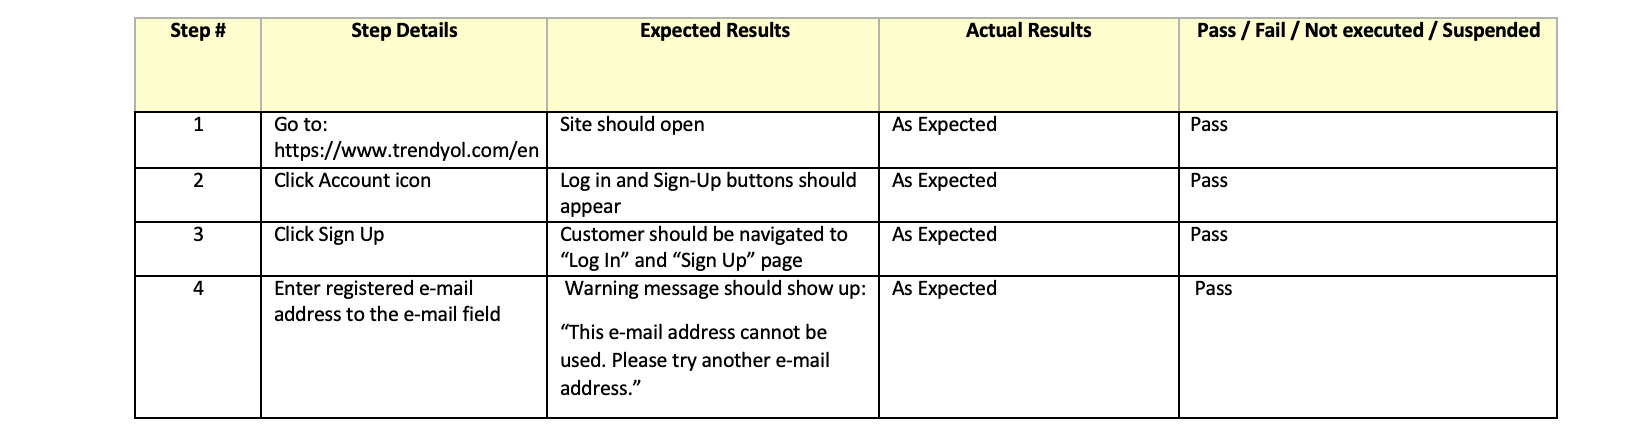 Step # Step Details Expected Results Actual Results Pass / Fail / Not executed / Suspended
1 Go to: Site should open As Expected Pass
https://www.trendyol.com/en
2 Click Account icon Log in and Sign-Up buttons should As Expected Pass
appear
3 Click Sign Up Customer should be navigated to As Expected Pass
“Log In” and “Sign Up” page
4 Enter registered e-mail Warning message should show up: As Expected Pass
address to the e-mail field
“This e-mail address cannot be
used. Please try another e-mail
address.”